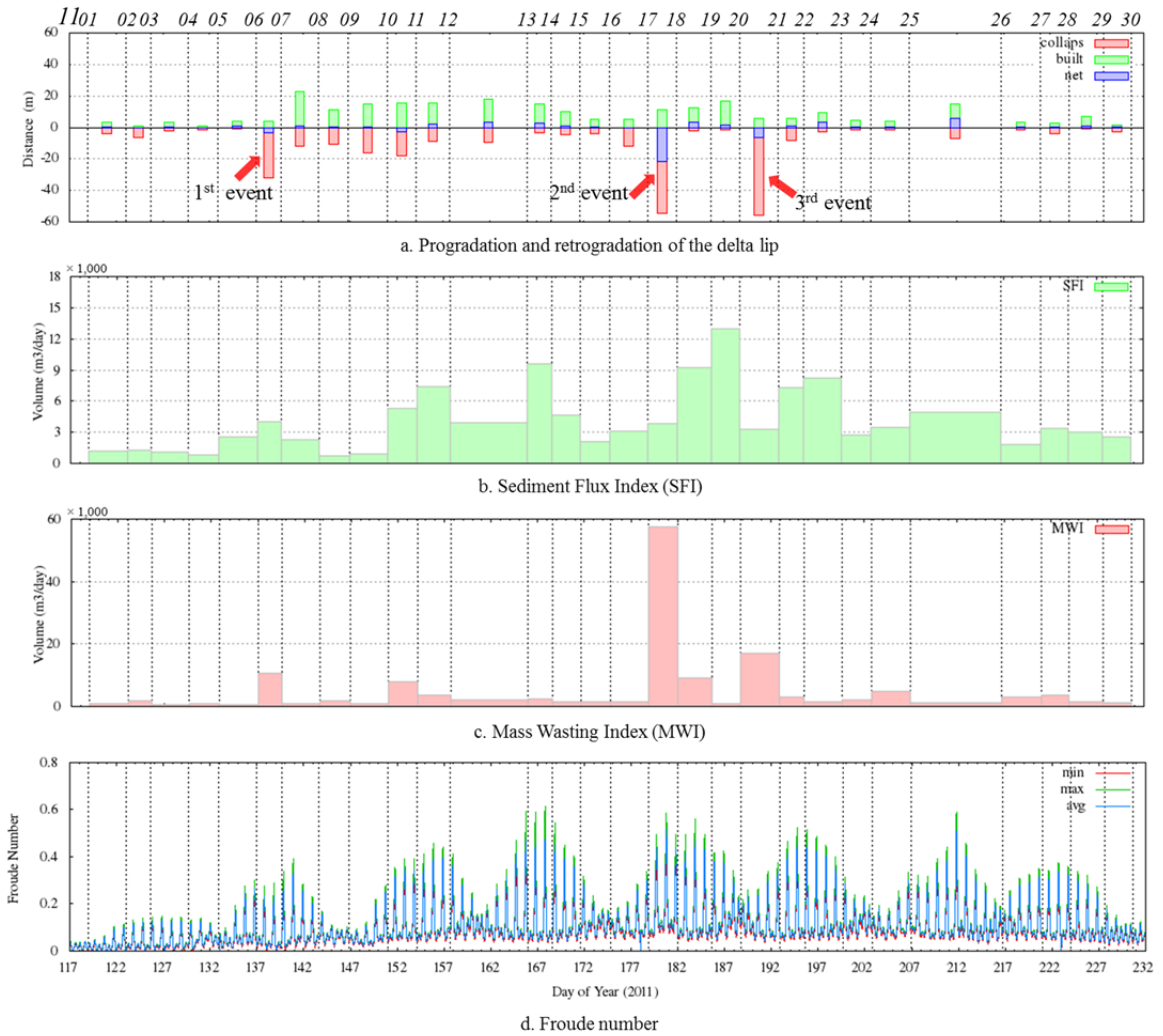 11 01 02 03 04 05 06 07 08 09 10 11 12 13 14 15 16 17 18 19 20 21 22 23 24 25 26 27 28 29 30
60
40
20
0
-20
-40
-60
Distance (m)
collaps
built
net
1st event
2nd event
3rd event
a. Progradation and retrogradation of the delta lip
× 1,000
18
15
12
9
6
3
0
Volume (m3/day)
SFI
b. Sediment Flux Index (SFI)
× 1,000
60
40
20
0
Volume (m3/day)
MWI
c. Mass Wasting Index (MWI)
0.8
0.6
0.4
0.2
0
Froude Number
min
max
avg
117 122 127 132 137 142 147 152 157 162 167 172 177 182 187 192 197 202 207 212 217 222 227 232
Day of Year (2011)
d. Froude number